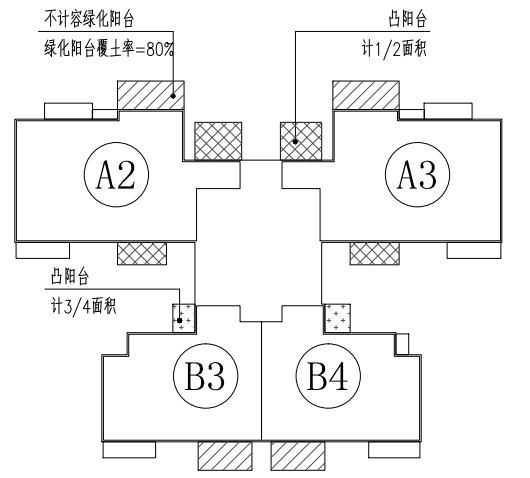 不计容绿化阳台
绿化阳台覆土率=80%
凸阳台
计1/2面积
A2
A3
凸阳台
计3/4面积
B3
B4